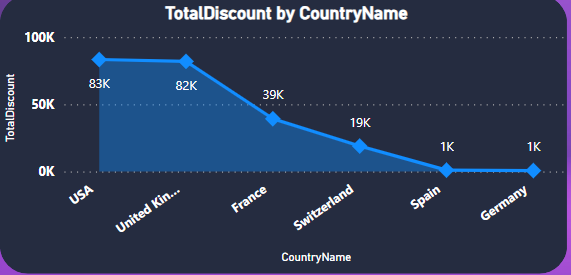 TotalDiscount by CountryName
TotalDiscount
100K
50K
0K
83K
82K
39K
19K
1K
1K
USA
United Kin...
France
Switzerland
Spain
Germany
CountryName